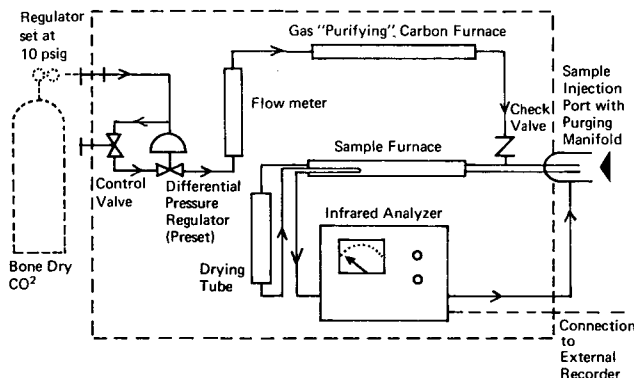 Regulator
set at
10 psig
Gas "Purifying", Carbon Furnace
Flow meter
Check
Valve
Sample
Injection
Port with
Purging
Manifold
Sample Furnace
Control
Valve
Differential
Pressure
Regulator
(Preset)
Infrared Analyzer
Drying
Tube
Bone Dry
CO²
Connection
to
External
Recorder